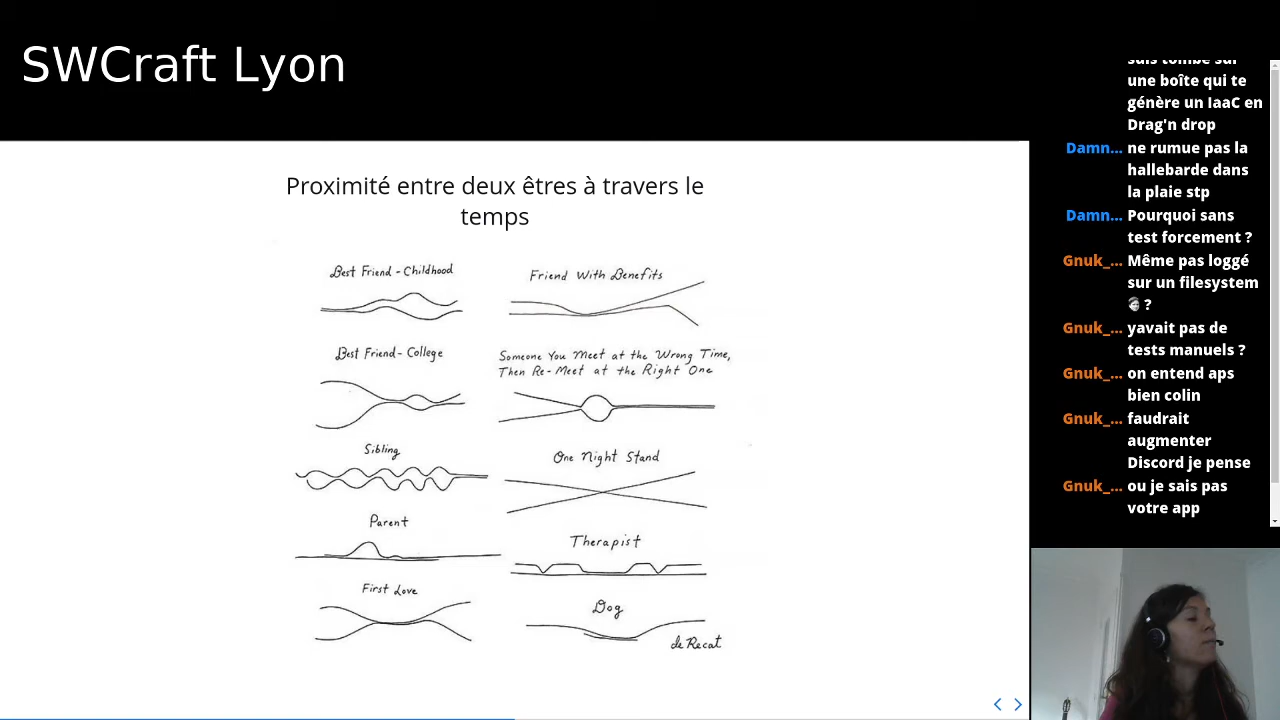 SWCraft Lyon
Proximité entre deux êtres à travers le
temps
Best Friend - Childhood
Friend With Benefits
Best Friend - College
Someone You Meet at the Wrong Time,
Then Re-Meet at the Right One
Sibling
One Night Stand
Parent
Therapist
First Love
Dog
deRecat
suis tombé sur
une boîte qui te
génère un IaaC en
Drag'n drop
Damn... ne rumue pas la
hallebarde dans
la plaie stp
Damn... Pourquoi sans
test forcement ?
Gnuk_... Même pas loggé
sur un filesystem
?
Gnuk_... yavait pas de
tests manuels ?
Gnuk_... on entend aps
bien colin
Gnuk_... faudrait
augmenter
Discord je pense
Gnuk_... ou je sais pas
votre app